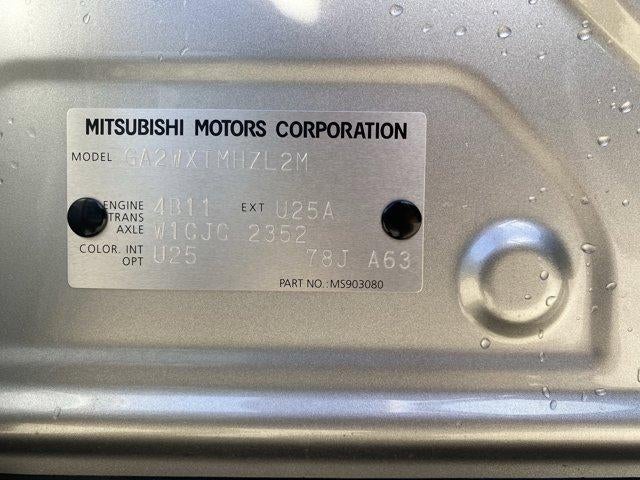 MITSUBISHI MOTORS CORPORATION
MODEL GA2WXTMHZL2M
ENGINE 4B11 EXT U25A
TRANS AXLE W1CJC 2352
COLOR. INT OPT U25 78J A63
PART NO.:MS903080